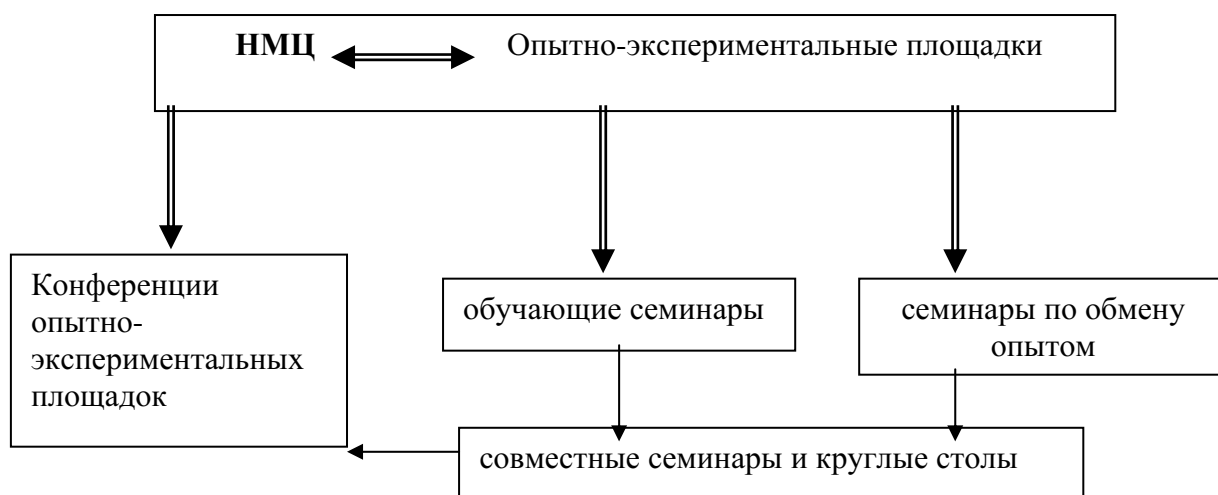 НМЦ Опытно-экспериментальные площадки
Конференции
опытно-
экспериментальных
площадок
обучающие семинары
семинары по обмену
опытом
совместные семинары и круглые столы